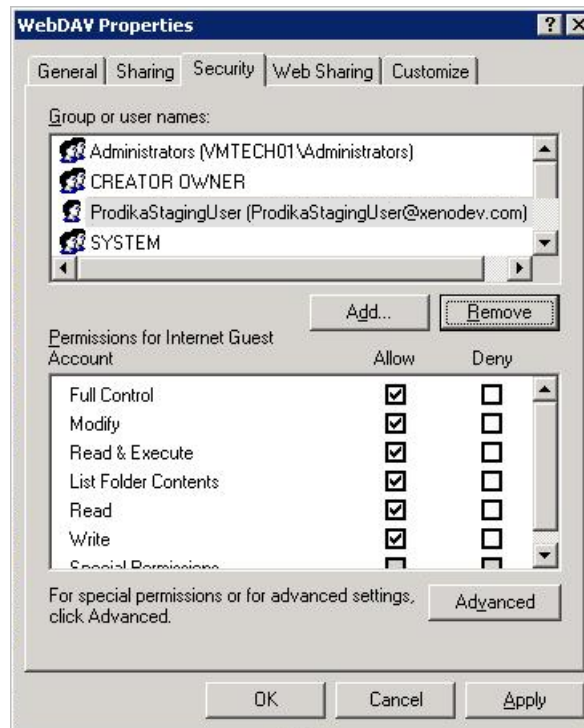 WebDAV Properties
General Sharing Security Web Sharing Customize
Group or user names:
Administrators (VMTECH01\Administrators)
CREATOR OWNER
ProdikaStagingUser (ProdikaStagingUser@xenodev.com)
SYSTEM
Add... Remove
Permissions for Internet Guest
Account Allow Deny
Full Control
Modify
Read & Execute
List Folder Contents
Read
Write
Special Permissions
For special permissions or for advanced settings,
click Advanced.
Advanced
OK Cancel Apply